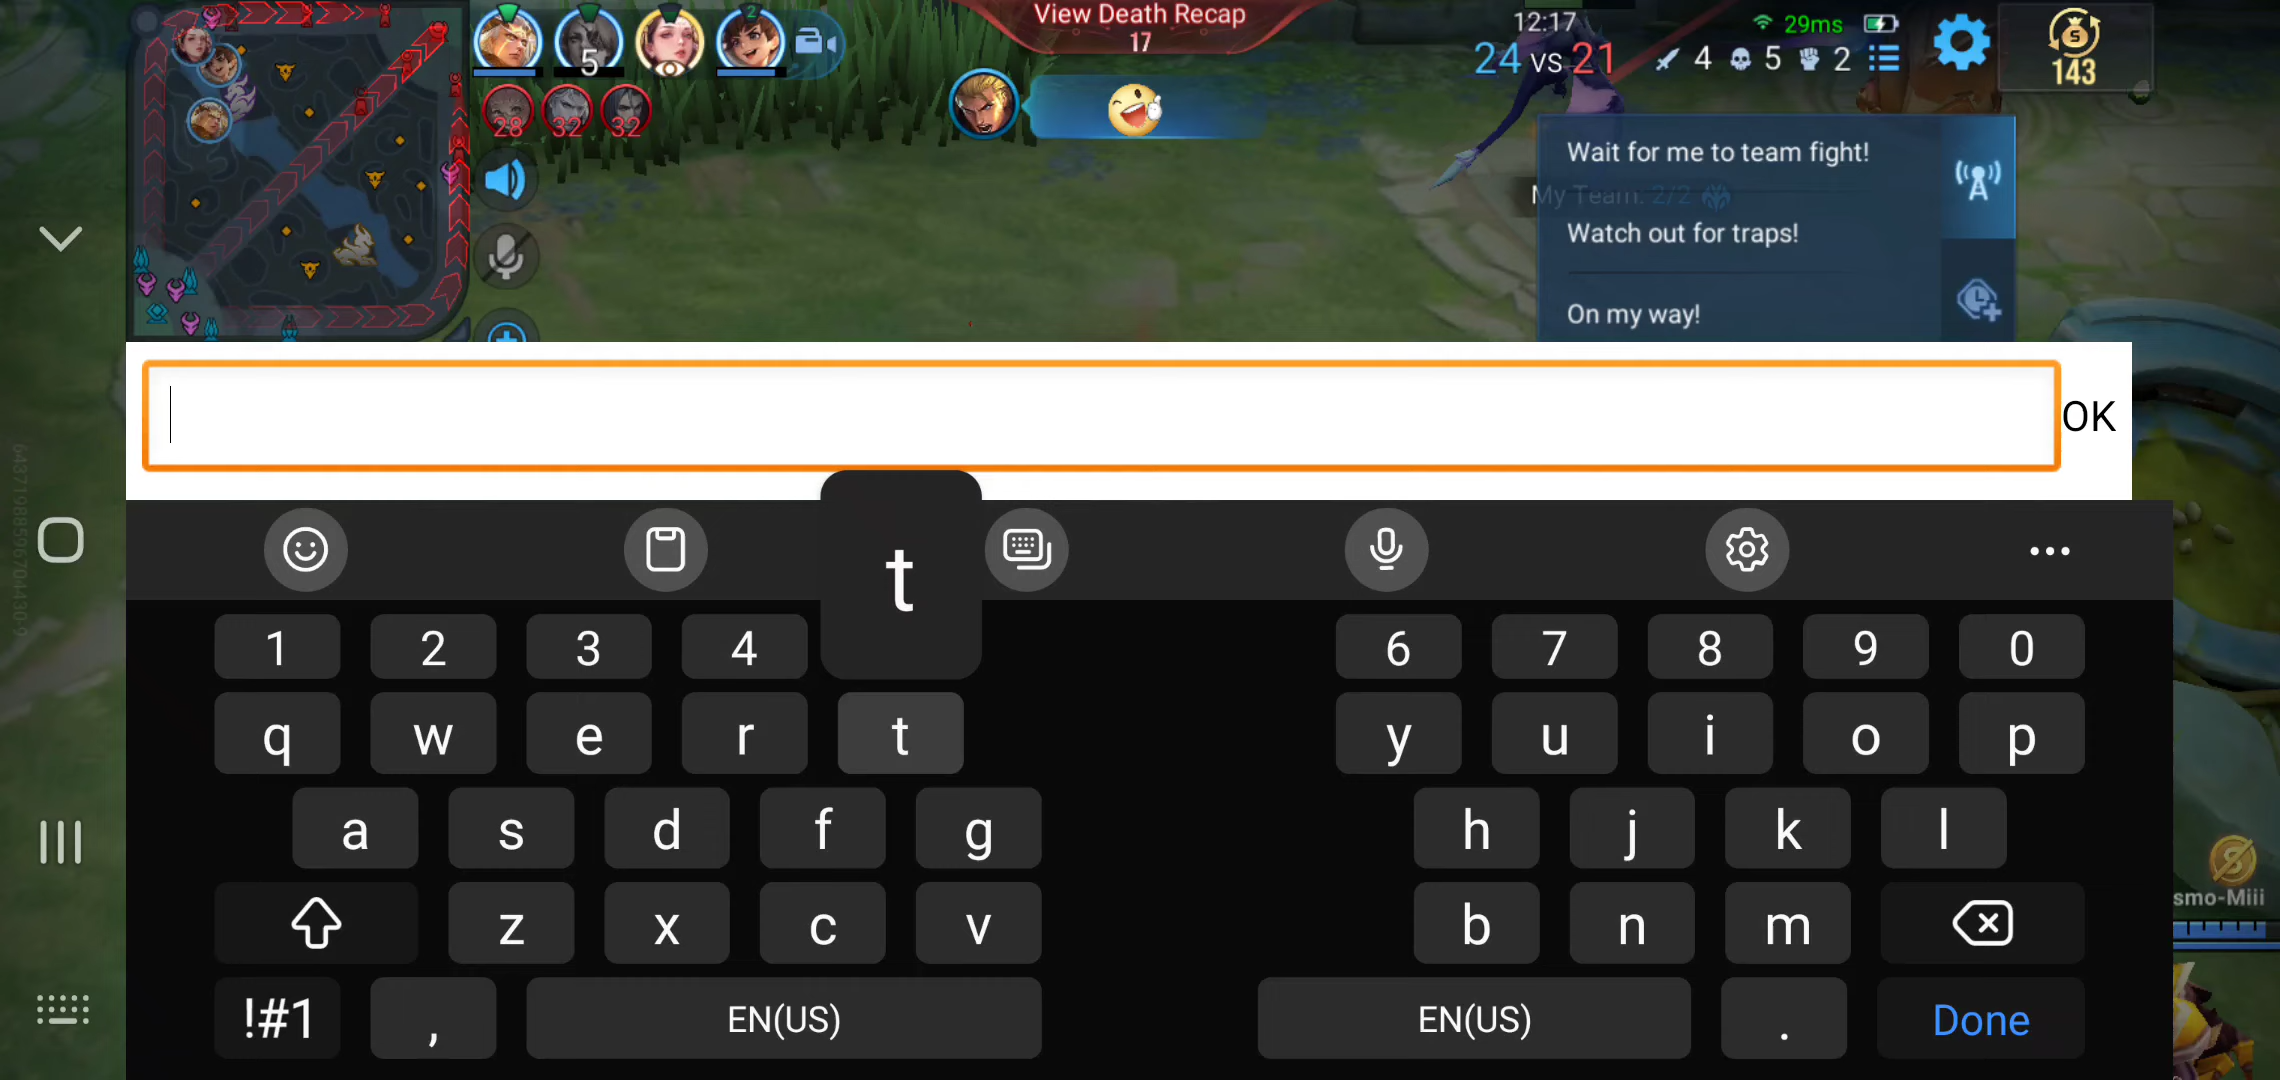 View Death Recap
17
12:17
29ms
24 vs 21
4
5
2
143
2
5
28
32
32
Wait for me to team fight!
My Team: 2/2
Watch out for traps!
On my way!
OK
t
1 2 3 4 6 7 8 9 0
q w e r t y u i o p
a s d f g h j k l
z x c v b n m
!#1 , EN(US) EN(US) . Done
smo-Miii